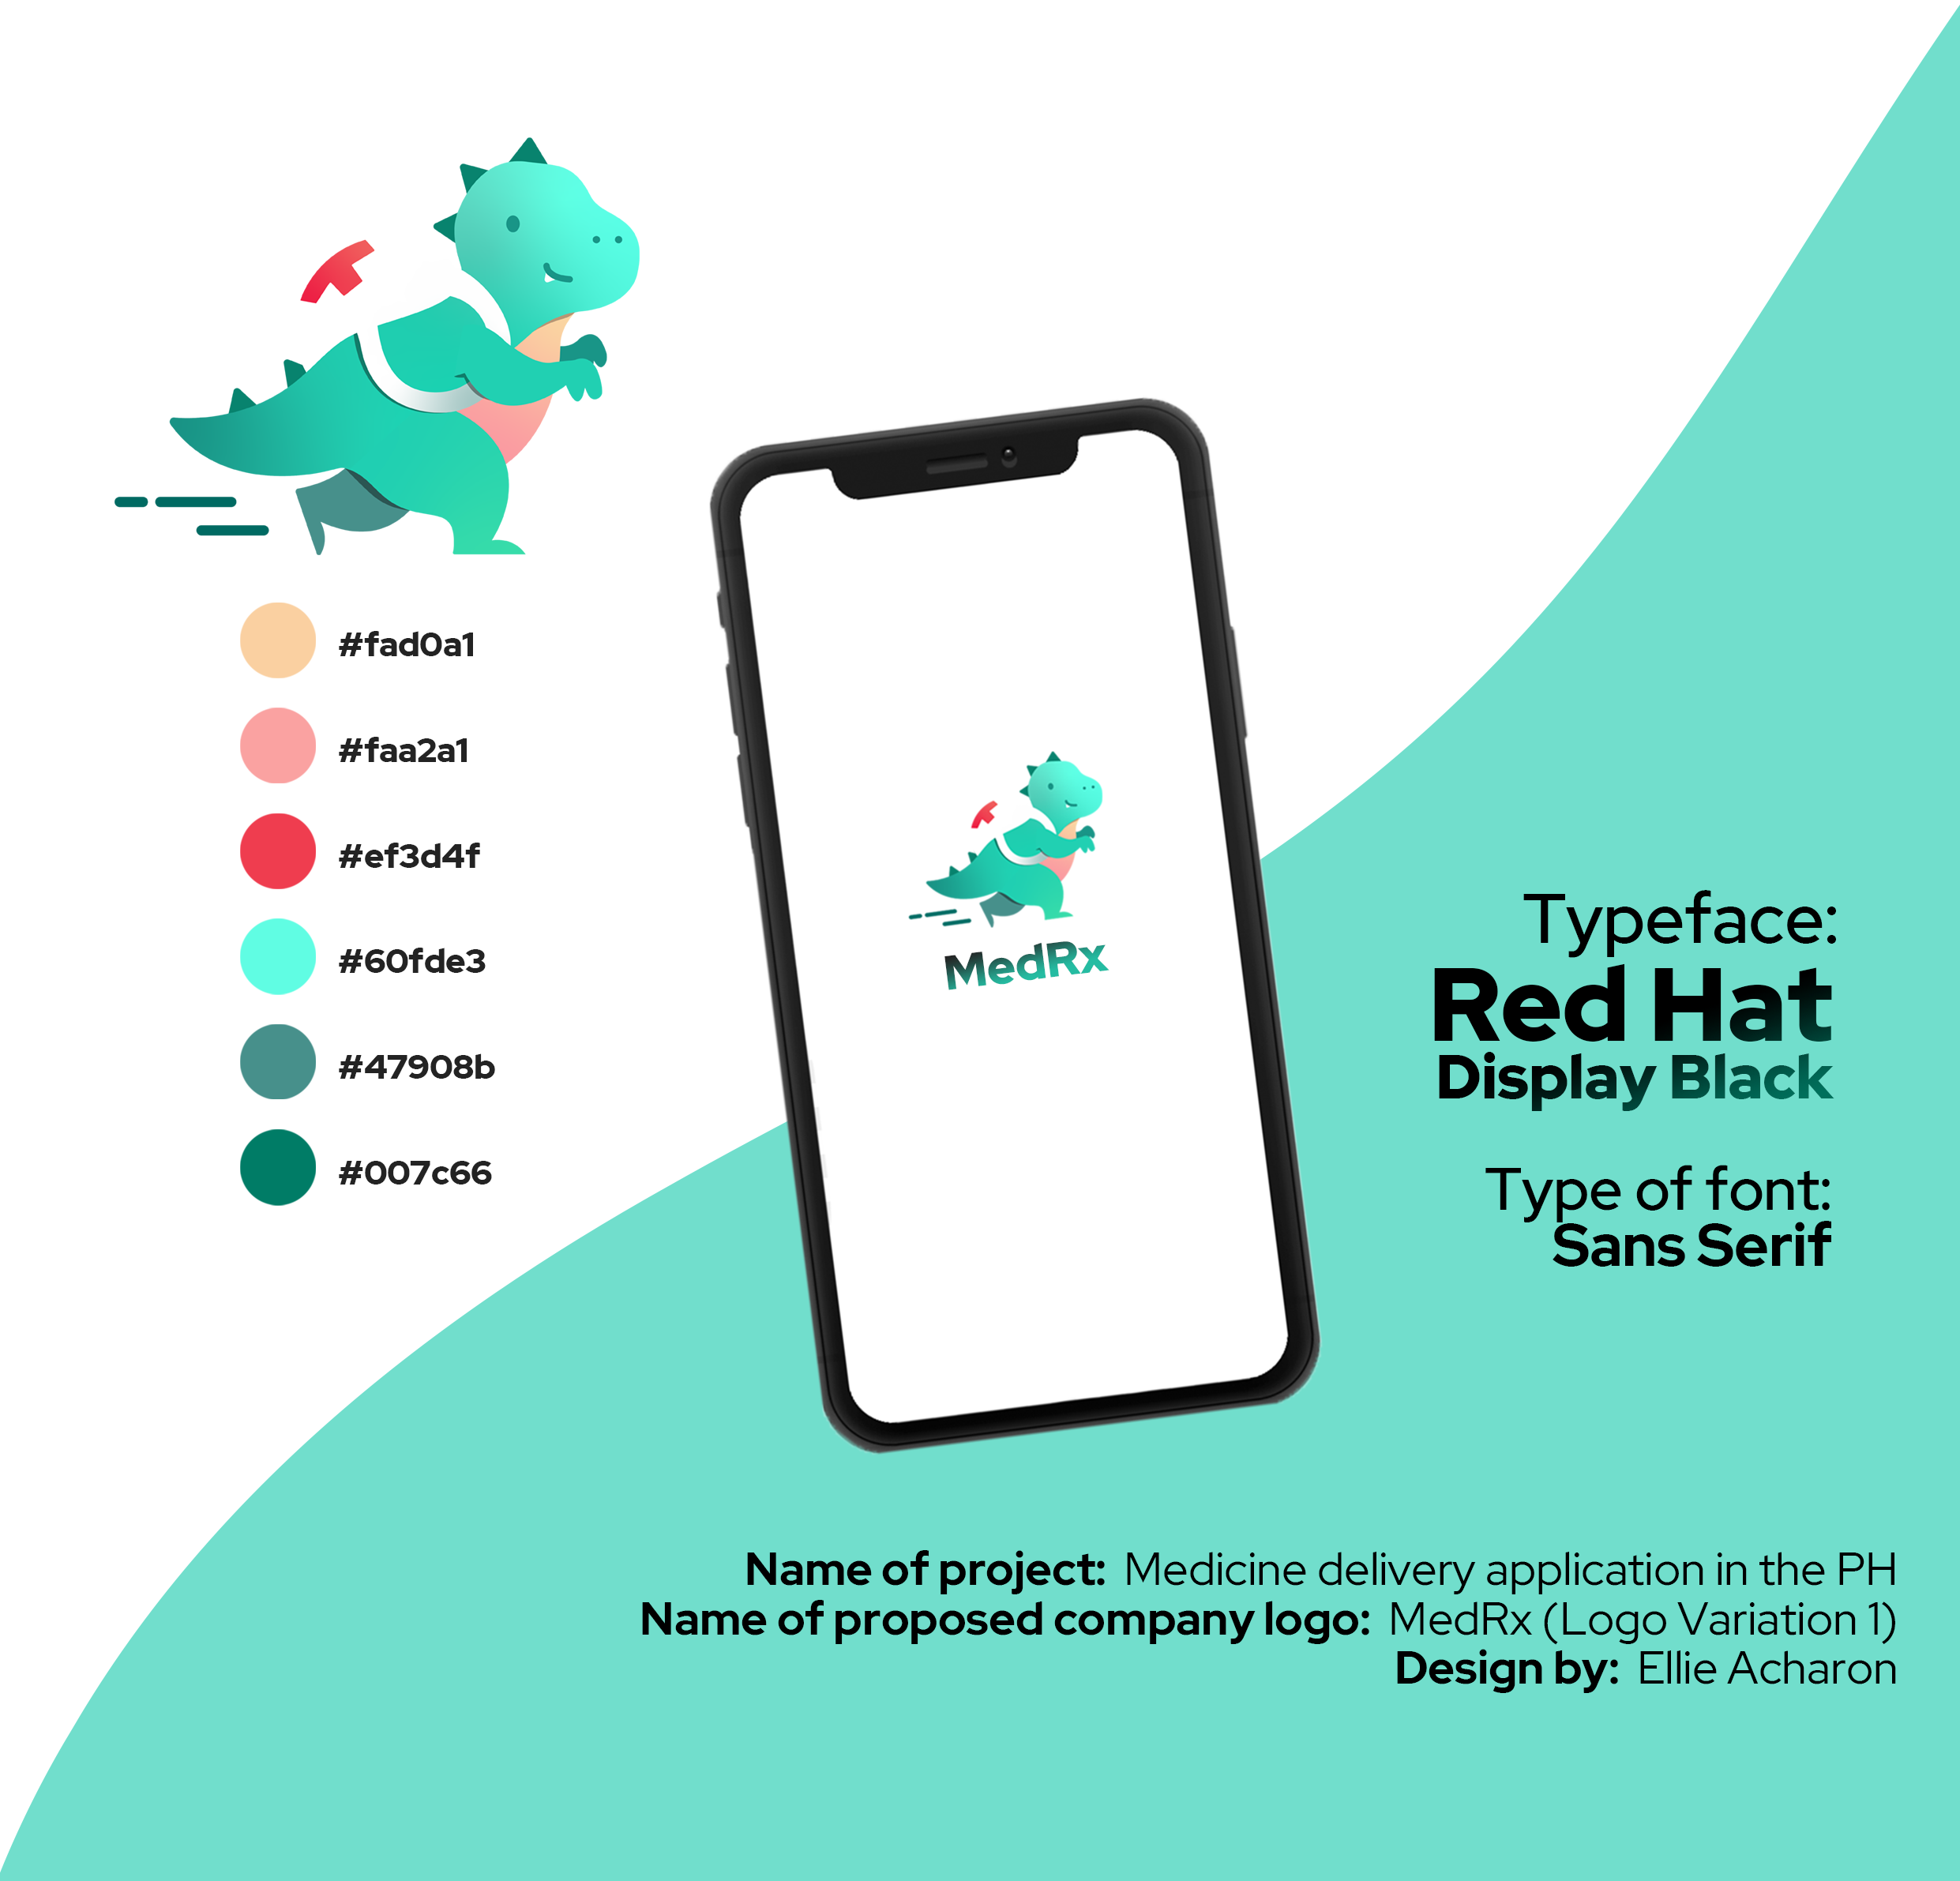 #fad0a1
#faa2a1
#ef3d4f
#60fde3
#47908b
#007c66
MedRx
Typeface:
Red Hat
Display Black
Type of font:
Sans Serif
Name of project: Medicine delivery application in the PH
Name of proposed company logo: MedRx (Logo Variation 1)
Design by: Ellie Acharon